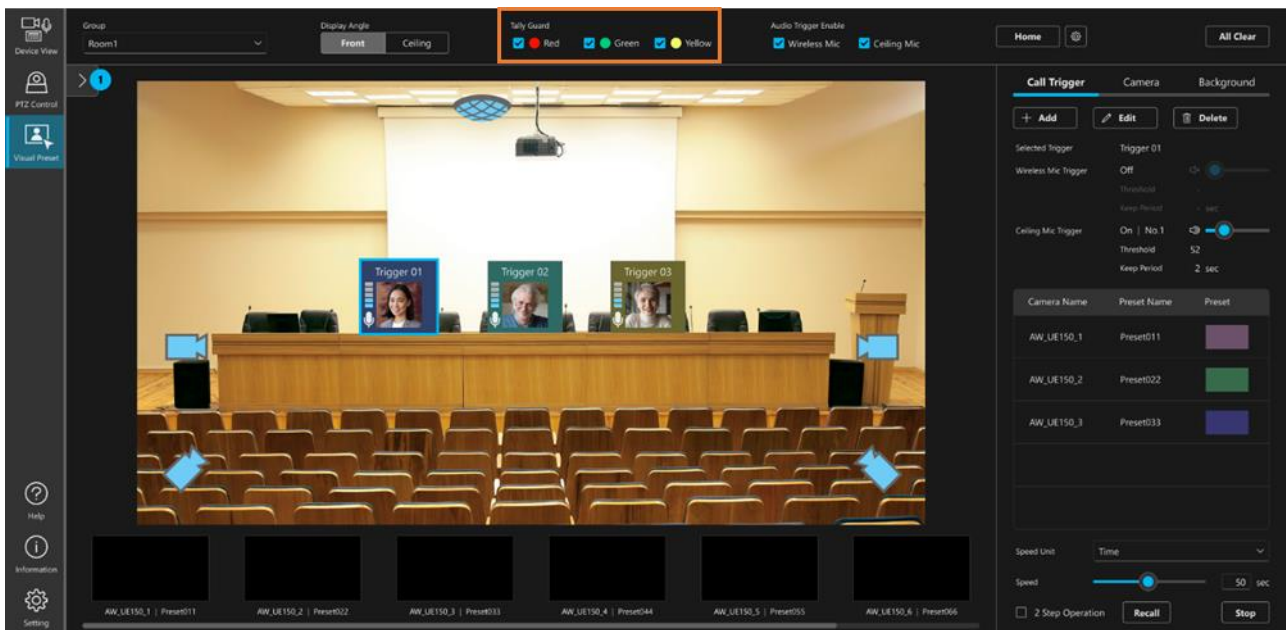 Device View
PTZ Control
Visual Preset
Help
Information
Setting
Group
Room1
Display Angle
Front Ceiling
Tally Guard
Red Green Yellow
Audio Trigger Enable
Wireless Mic Ceiling Mic
Home
All Clear
1
Trigger 01
Trigger 02
Trigger 03
AW_UE150_1 | Preset011
AW_UE150_2 | Preset022
AW_UE150_3 | Preset033
AW_UE150_4 | Preset044
AW_UE150_5 | Preset055
AW_UE150_6 | Preset066
Call Trigger Camera Background
+ Add Edit Delete
Selected Trigger Trigger 01
Wireless Mic Trigger Off
Threshold -
Keep Period - sec
Ceiling Mic Trigger On | No.1
Threshold 52
Keep Period 2 sec
Camera Name Preset Name Preset
AW_UE150_1 Preset011
AW_UE150_2 Preset022
AW_UE150_3 Preset033
Speed Unit Time
Speed 50 sec
2 Step Operation Recall Stop